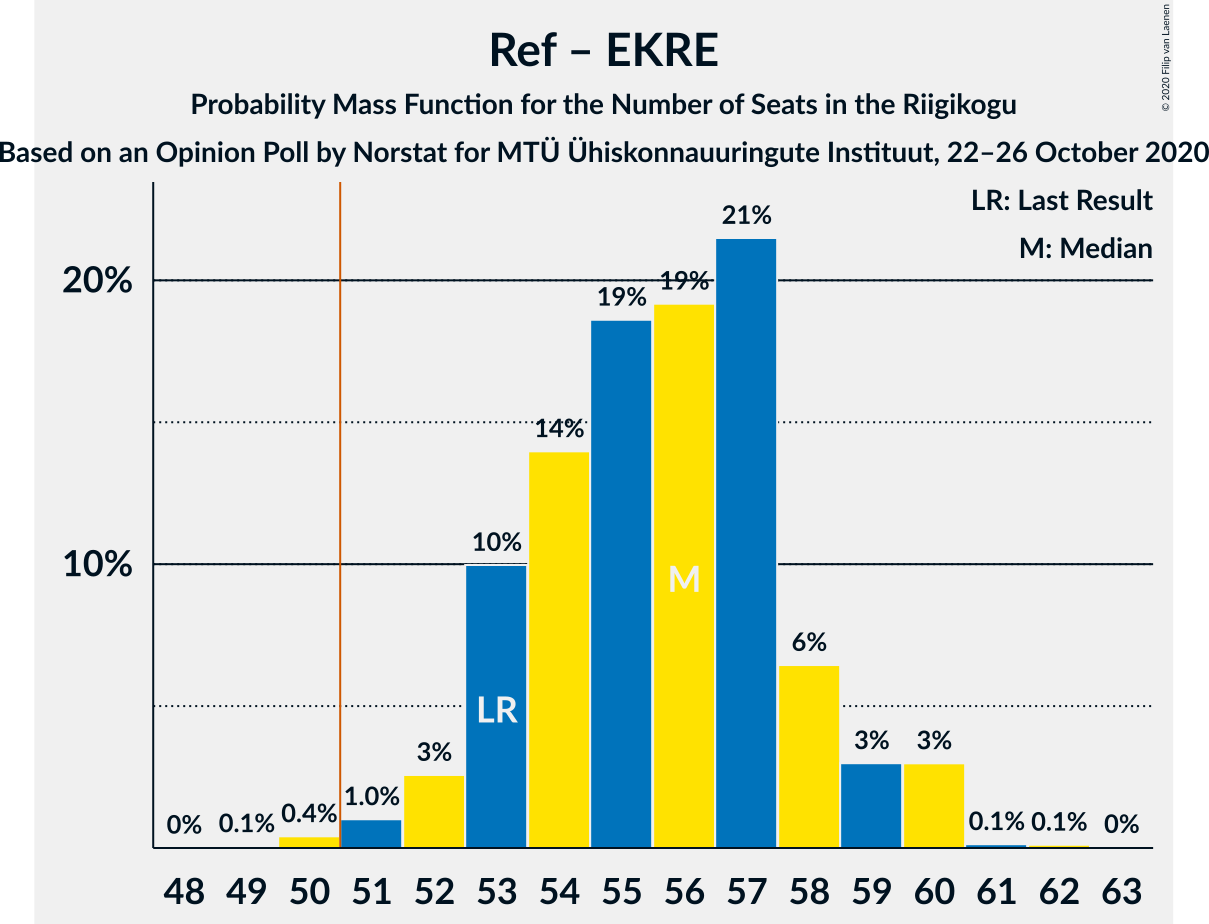 Ref – EKRE
Probability Mass Function for the Number of Seats in the Riigikogu
Based on an Opinion Poll by Norstat for MTÜ Ühiskonnauuringute Instituut, 22–26 October 2020
© 2020 Filip van Laenen
LR: Last Result
M: Median
20%
10%
0%
0.1%
0.4%
1.0%
3%
10%
14%
19%
19%
21%
6%
3%
3%
0.1%
0.1%
0%
LR
M
48 49 50 51 52 53 54 55 56 57 58 59 60 61 62 63